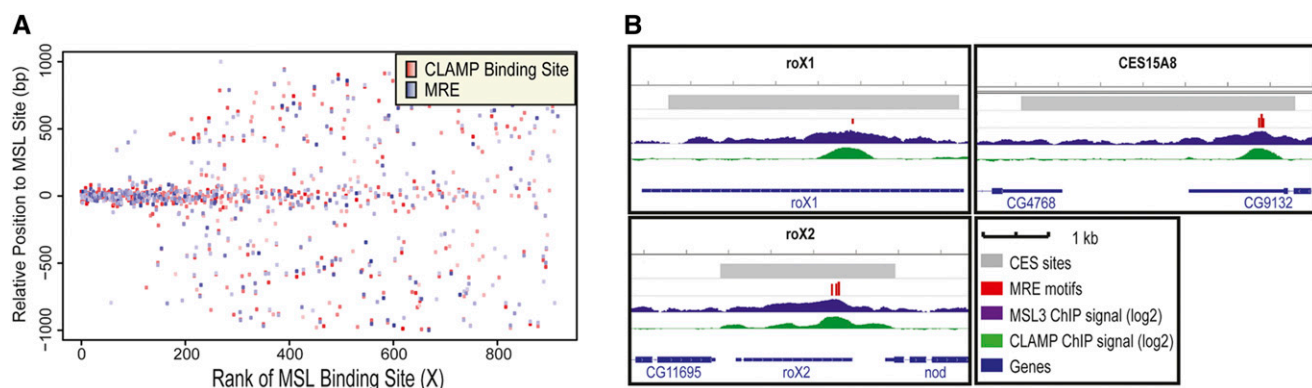 A
Relative Position to MSL Site (bp)
1000
500
0
−500
−1000
0
200
400
600
800
Rank of MSL Binding Site (X)
CLAMP Binding Site
MRE
B
roX1
roX1
CES15A8
CG4768
CG9132
roX2
CG11695
roX2
nod
1 kb
CES sites
MRE motifs
MSL3 ChIP signal (log2)
CLAMP ChIP signal (log2)
Genes